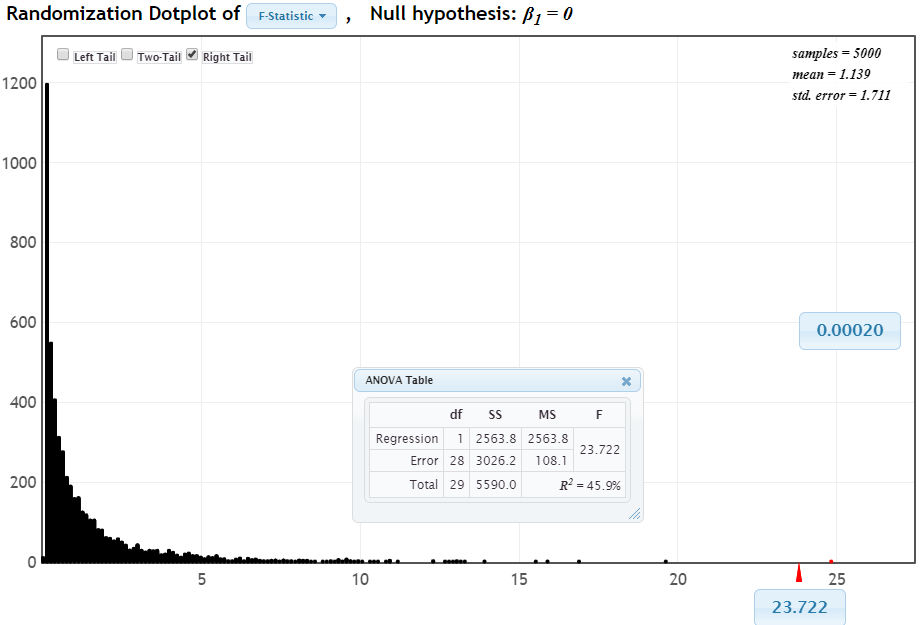 Randomization Dotplot of F-Statistic , Null hypothesis: β1 = 0
Left Tail Two-Tail Right Tail
samples = 5000
mean = 1.139
std. error = 1.711
1200
1000
800
600
400
200
0
0.00020
ANOVA Table
df SS MS F
Regression 1 2563.8 2563.8 23.722
Error 28 3026.2 108.1
Total 29 5590.0 R² = 45.9%
5 10 15 20 25
23.722